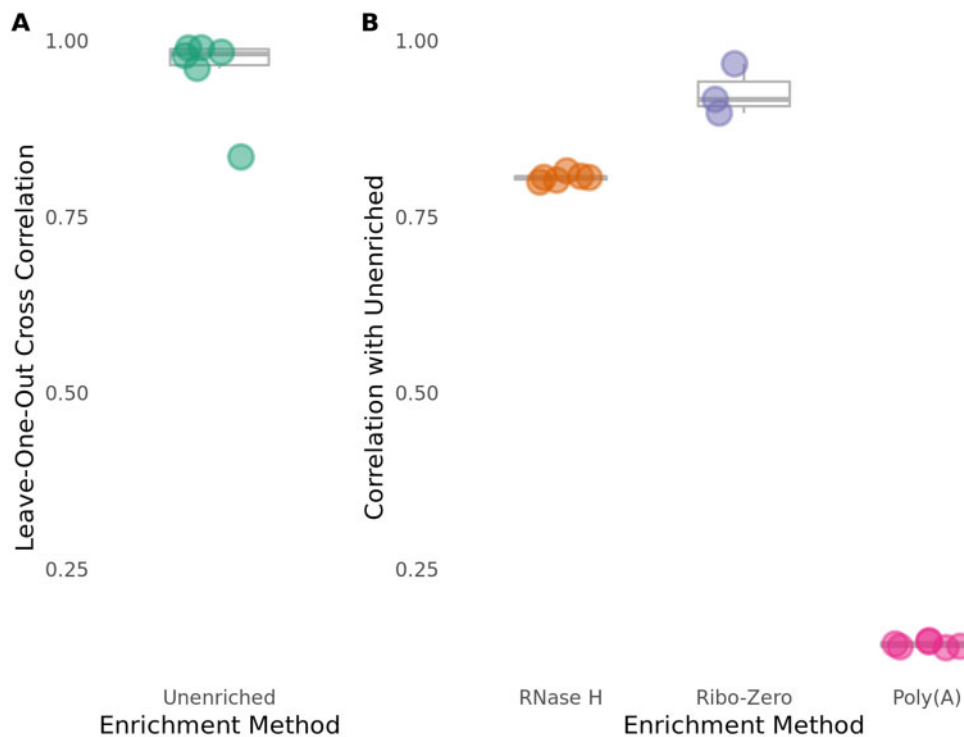 A
Leave-One-Out Cross Correlation
1.00
0.75
0.50
0.25
Unenriched
Enrichment Method
B
Correlation with Unenriched
1.00
0.75
0.50
0.25
RNase H
Ribo-Zero
Poly(A)
Enrichment Method